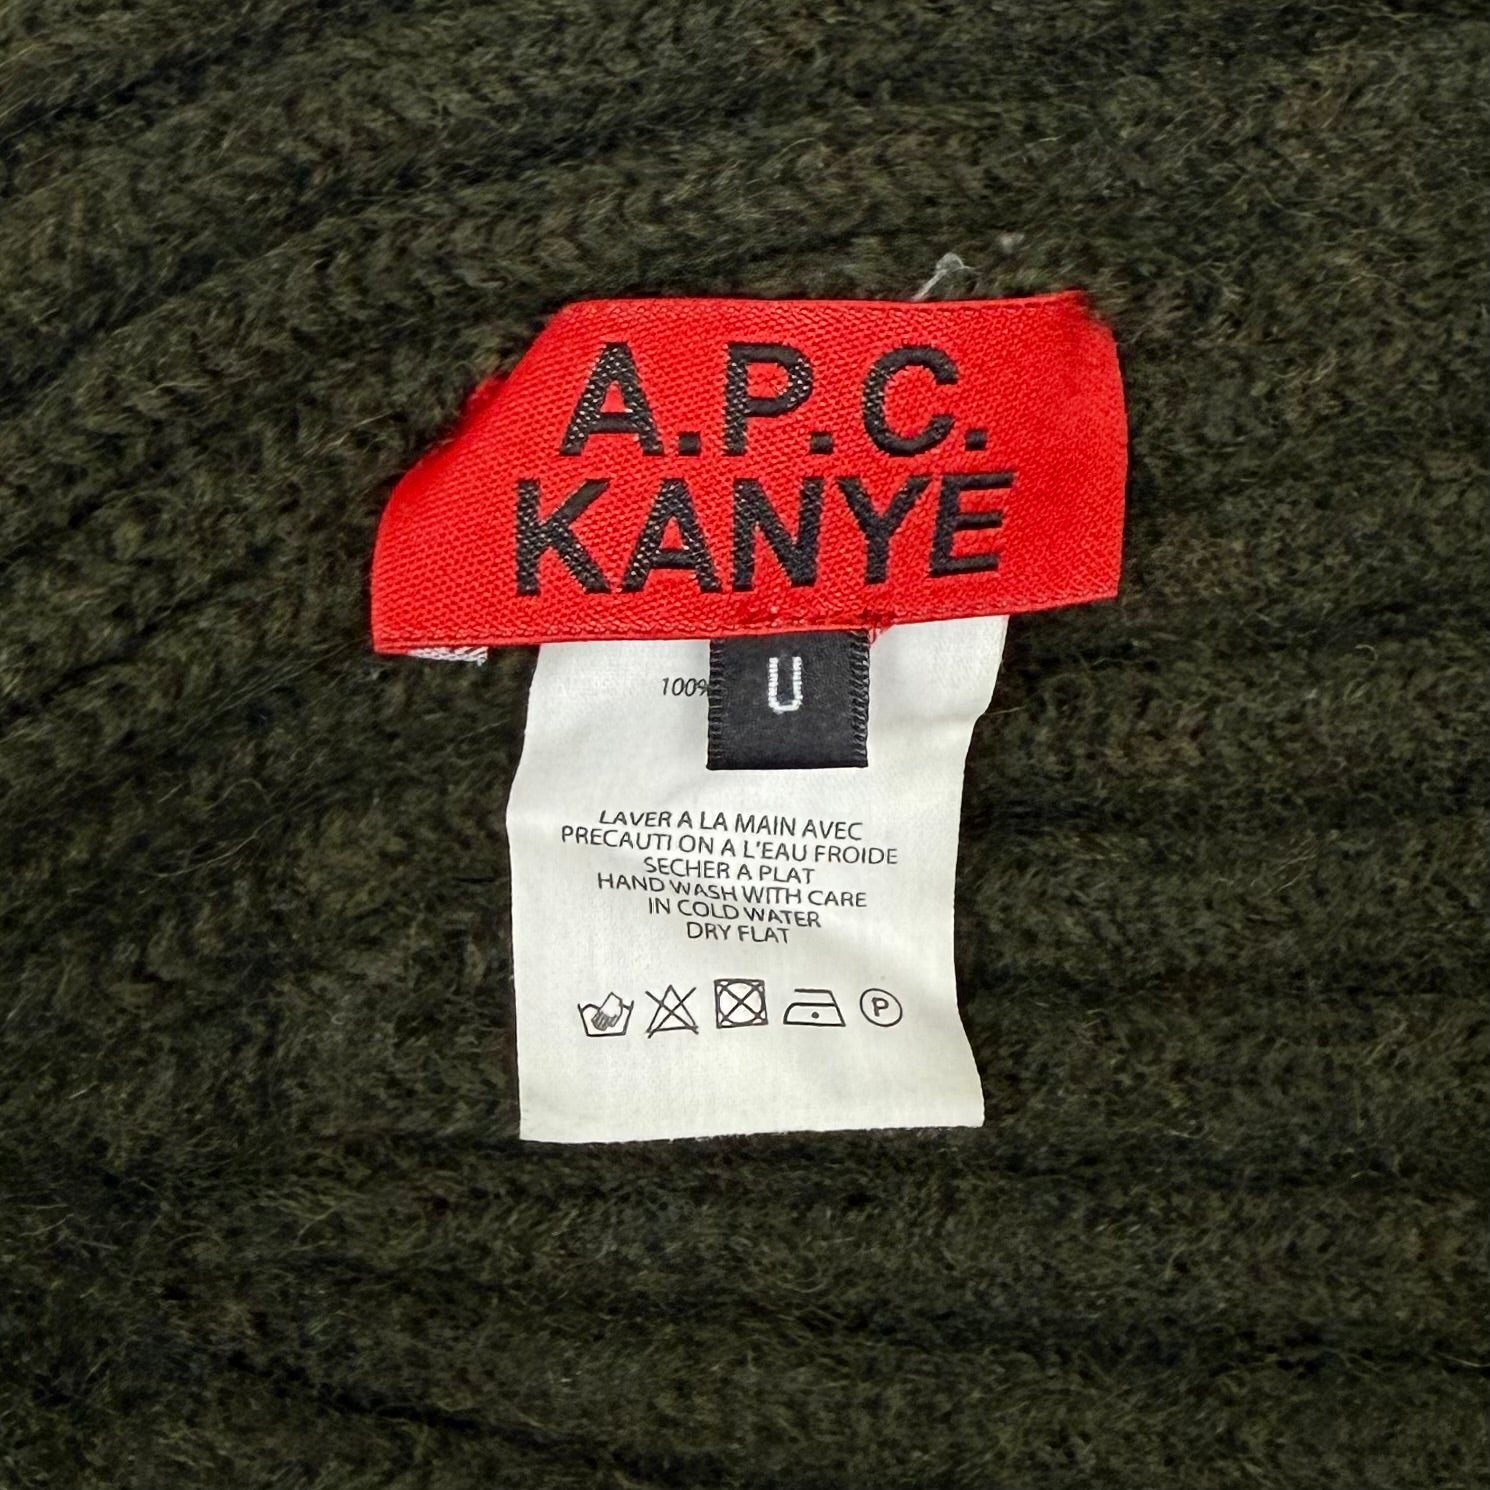 A.P.C.
KANYE
U
100%
LAVER A LA MAIN AVEC
PRECAUTI ON A L'EAU FROIDE
SECHER A PLAT
HAND WASH WITH CARE
IN COLD WATER
DRY FLAT
P